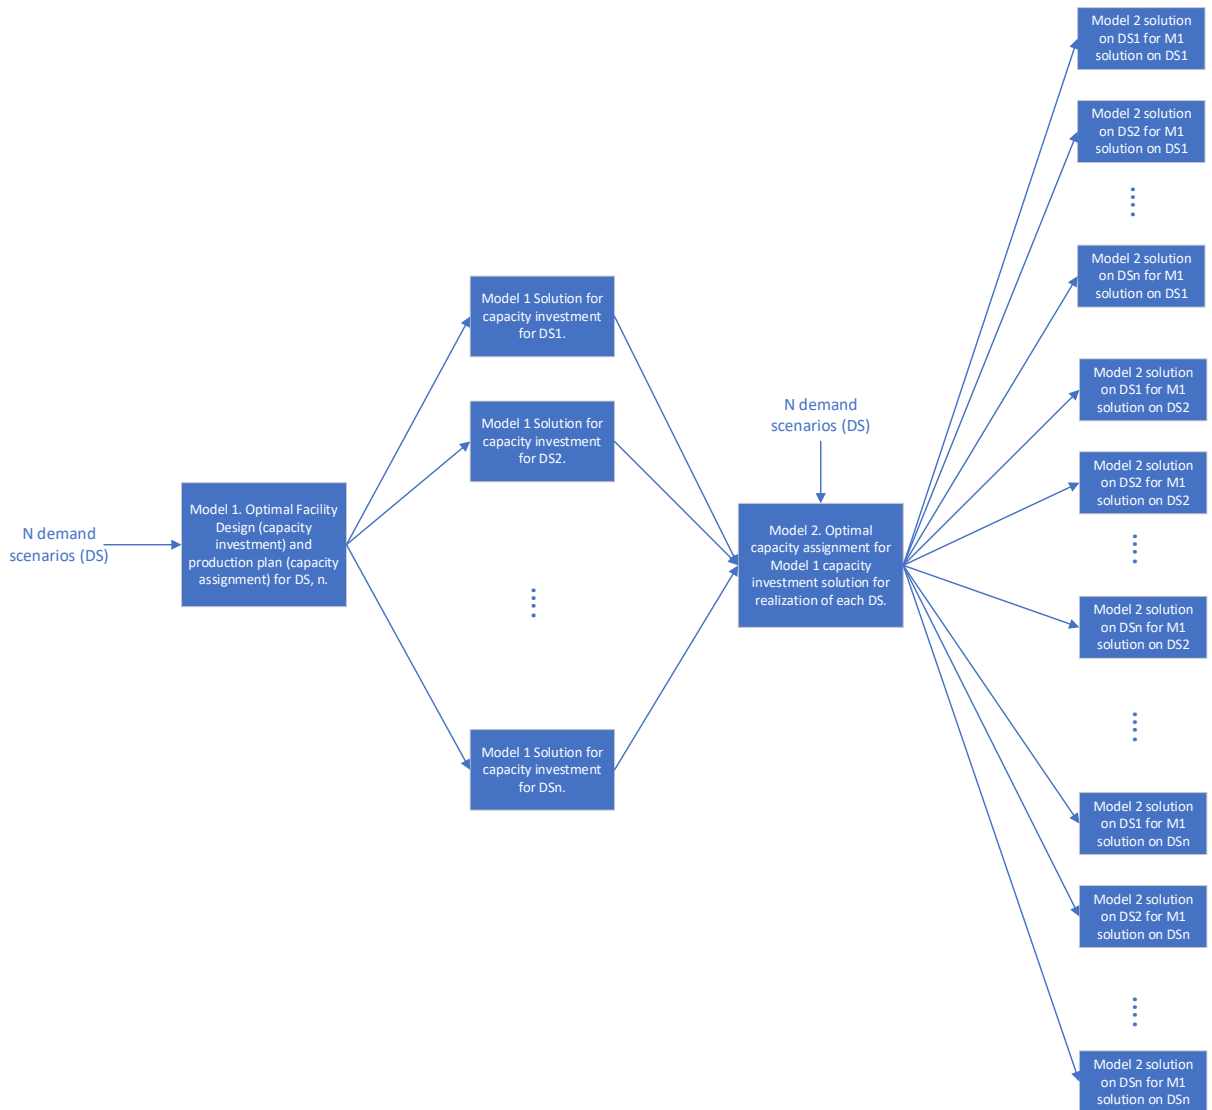 N demand
scenarios (DS)
Model 1. Optimal Facility
Design (capacity
investment) and
production plan (capacity
assignment) for DS, n.
Model 1 Solution for
capacity investment
for DS1.
Model 1 Solution for
capacity investment
for DS2.
Model 1 Solution for
capacity investment
for DSn.
N demand
scenarios (DS)
Model 2. Optimal
capacity assignment for
Model 1 capacity
investment solution for
realization of each DS.
Model 2 solution
on DS1 for M1
solution on DS1
Model 2 solution
on DS2 for M1
solution on DS1
Model 2 solution
on DSn for M1
solution on DS1
Model 2 solution
on DS1 for M1
solution on DS2
Model 2 solution
on DS2 for M1
solution on DS2
Model 2 solution
on DSn for M1
solution on DS2
Model 2 solution
on DS1 for M1
solution on DSn
Model 2 solution
on DS2 for M1
solution on DSn
Model 2 solution
on DSn for M1
solution on DSn